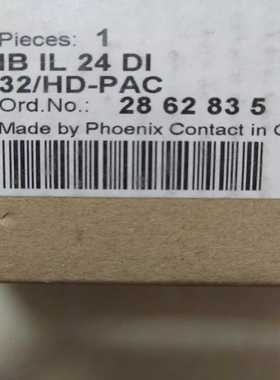 Pieces: 1
IB IL 24 DI
32/HD-PAC
Ord.No.: 28 62 83 5
Made by Phoenix Contact in